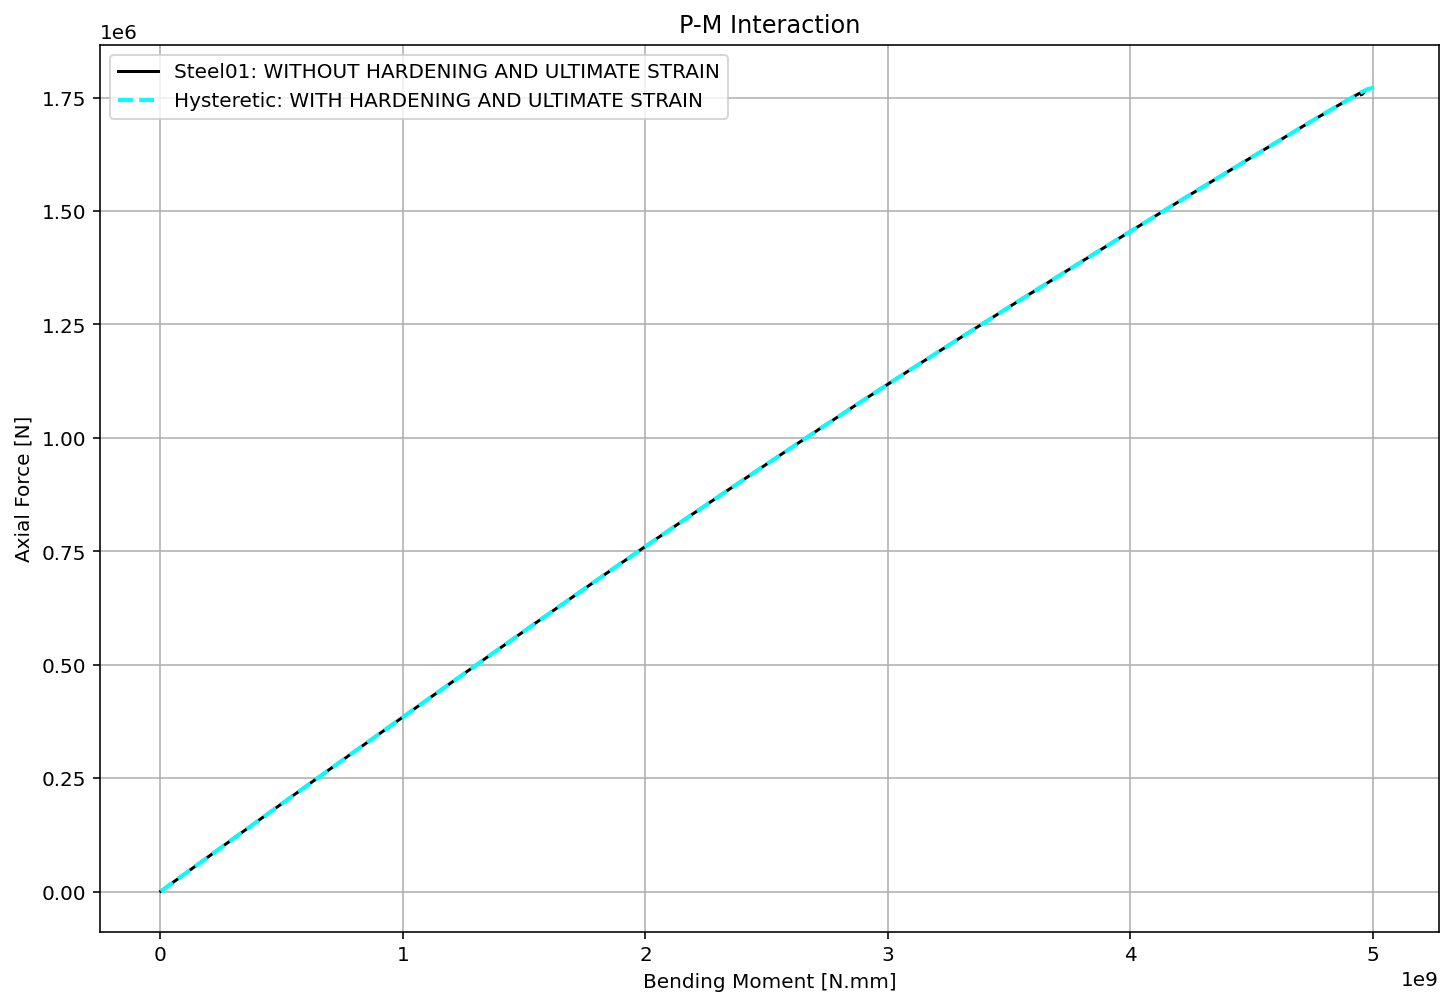 P-M Interaction
1e6
Steel01: WITHOUT HARDENING AND ULTIMATE STRAIN
Hysteretic: WITH HARDENING AND ULTIMATE STRAIN
1.75
1.50
1.25
1.00
0.75
0.50
0.25
0.00
Axial Force [N]
0 1 2 3 4 5
Bending Moment [N.mm]
1e9